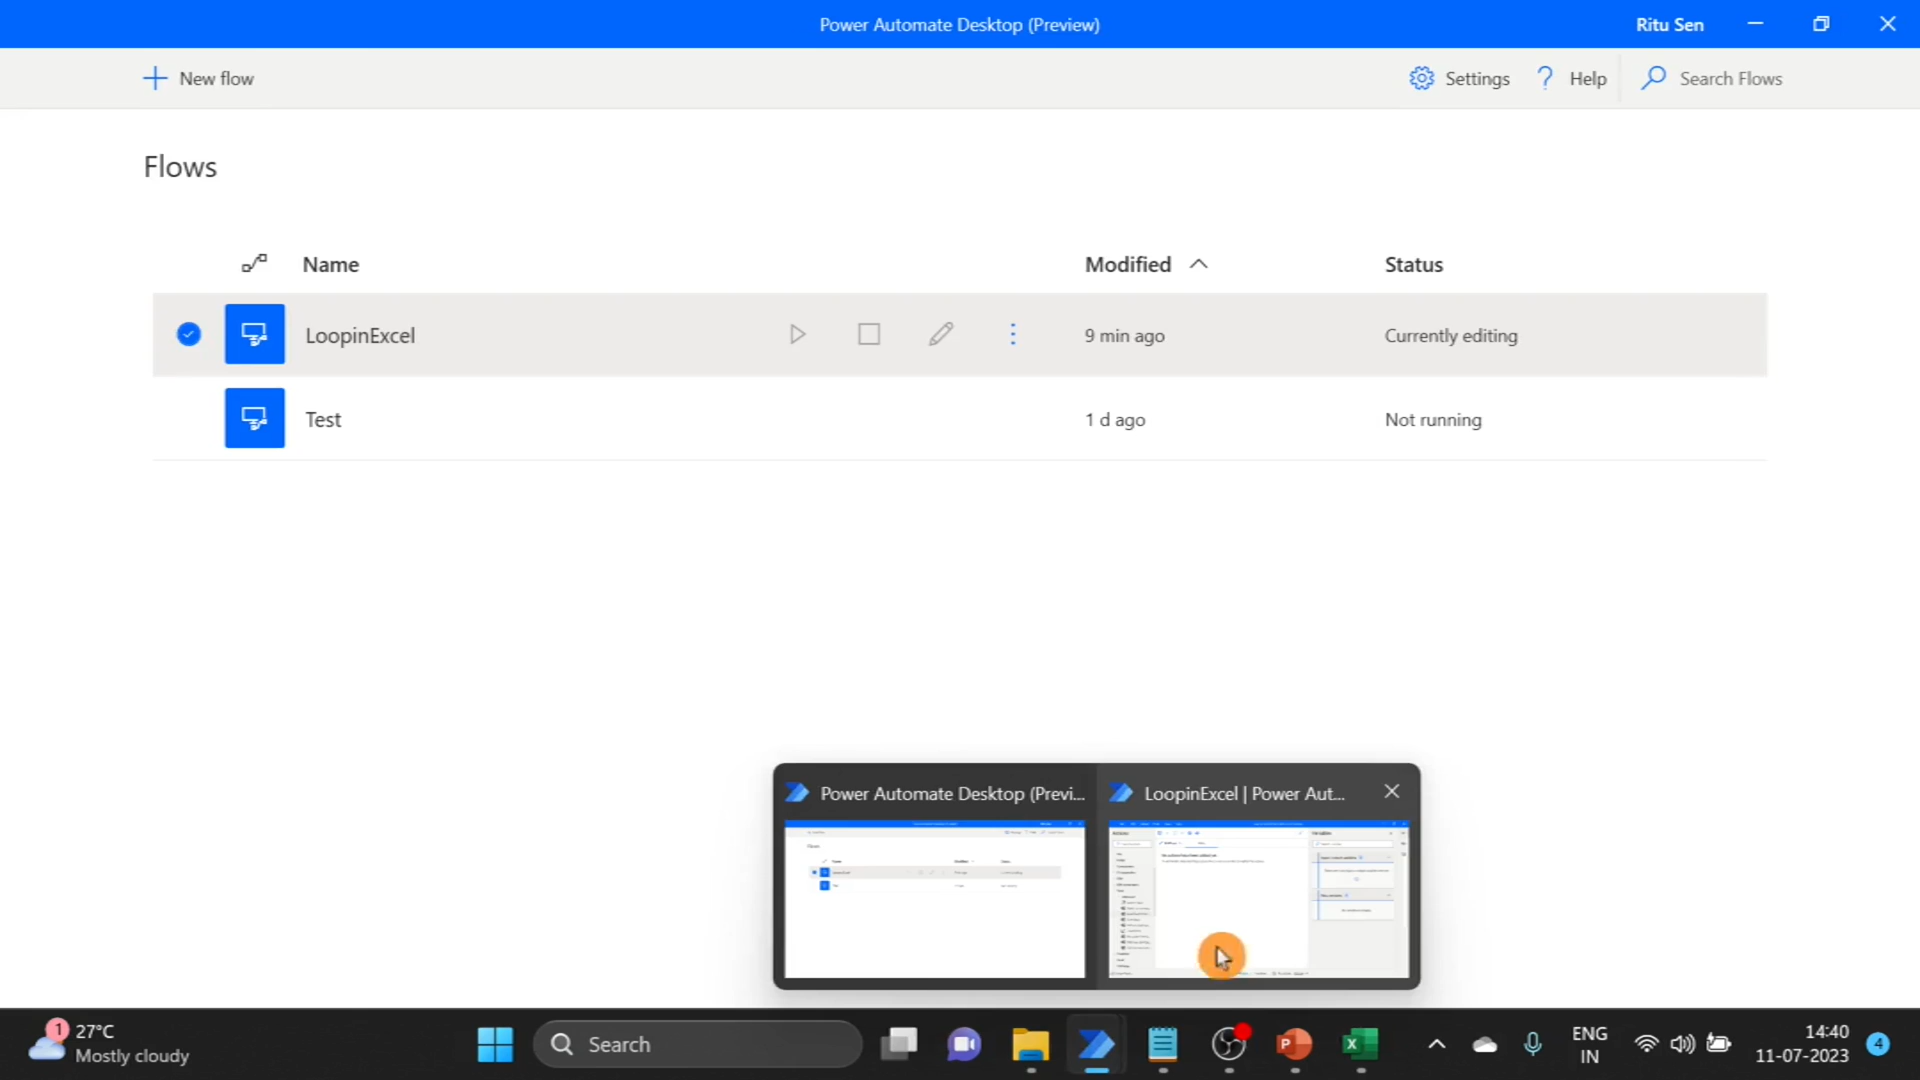 Power Automate Desktop (Preview)
Ritu Sen
New flow
Settings
Help
Search Flows
Flows
Name
Modified
Status
LoopinExcel
9 min ago
Currently editing
Test
1 d ago
Not running
Power Automate Desktop (Previ...
LoopinExcel | Power Aut...
1
27°C
Mostly cloudy
Search
ENG
IN
14:40
11-07-2023
4